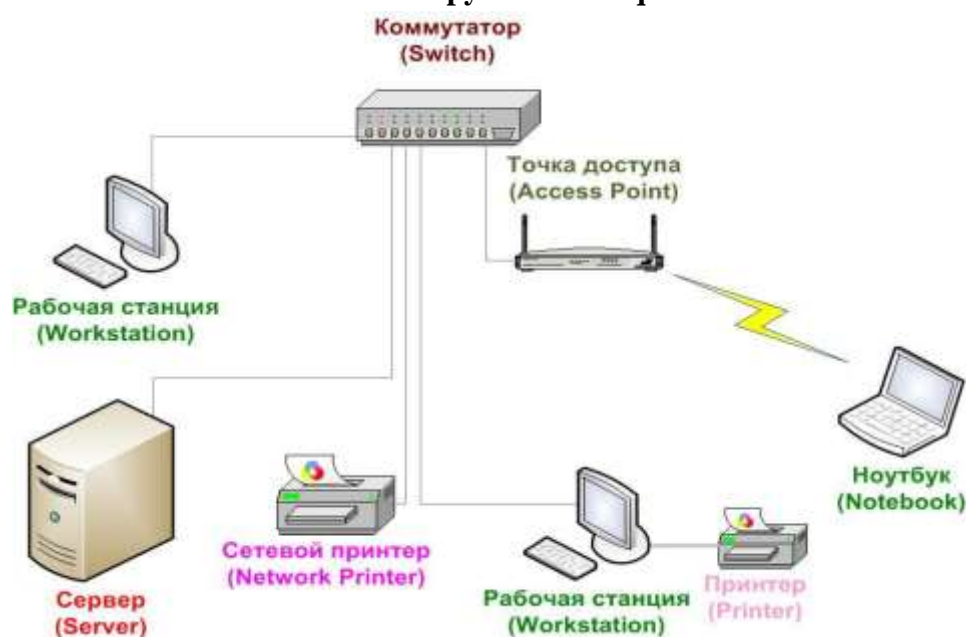 Коммутатор
(Switch)
Точка доступа
(Access Point)
Рабочая станция
(Workstation)
Ноутбук
(Notebook)
Сетевой принтер
(Network Printer)
Сервер
(Server)
Рабочая станция
(Workstation)
Принтер
(Printer)